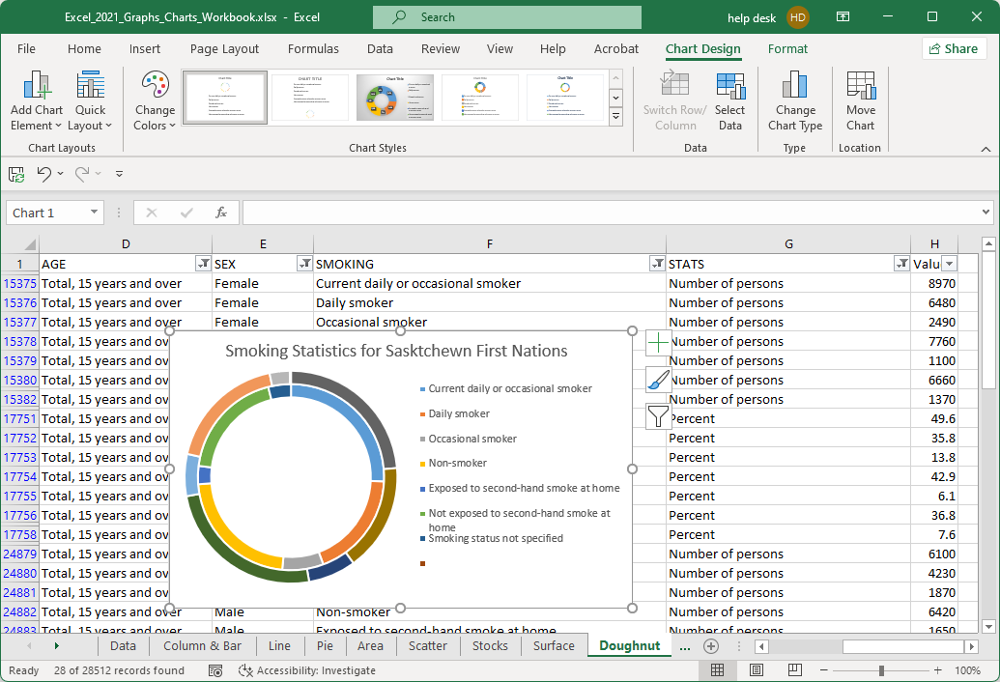 Excel_2021_Graphs_Charts_Workbook.xlsx - Excel
Search
help desk HD
File Home Insert Page Layout Formulas Data Review View Help Acrobat Chart Design Format Share
Add Chart Element
Quick Layout
Change Colors
Switch Row/ Column
Select Data
Change Chart Type
Move Chart
Chart Layouts Chart Styles Data Type Location
Chart 1 fx
D E F G H
1 AGE SEX SMOKING STATS Valu
15375 Total, 15 years and over Female Current daily or occasional smoker Number of persons 8970
15376 Total, 15 years and over Female Daily smoker Number of persons 6480
15377 Total, 15 years and over Female Occasional smoker Number of persons 2490
15378 Total, 15 years and ov Number of persons 7760
15379 Total, 15 years and ov Number of persons 1100
15380 Total, 15 years and ov Number of persons 6660
15382 Total, 15 years and ov Number of persons 1370
17751 Total, 15 years and ov Percent 49.6
17752 Total, 15 years and ov Percent 35.8
17753 Total, 15 years and ov Percent 13.8
17754 Total, 15 years and ov Percent 42.9
17755 Total, 15 years and ov Percent 6.1
17756 Total, 15 years and ov Percent 36.8
17758 Total, 15 years and ov Percent 7.6
24879 Total, 15 years and ov Number of persons 6100
24880 Total, 15 years and ov Number of persons 4230
24881 Total, 15 years and ov Number of persons 1870
24882 Total, 15 years and over Male Non-smoker Number of persons 6420
24883 Total, 15 years and over Male Exposed to second-hand smoke at home Number of persons 1650
Smoking Statistics for Sasktchewn First Nations
Current daily or occasional smoker
Daily smoker
Occasional smoker
Non-smoker
Exposed to second-hand smoke at home
Not exposed to second-hand smoke at
home
Smoking status not specified
Data Column & Bar Line Pie Area Scatter Stocks Surface Doughnut ...
Ready 28 of 28512 records found Accessibility: Investigate 100%